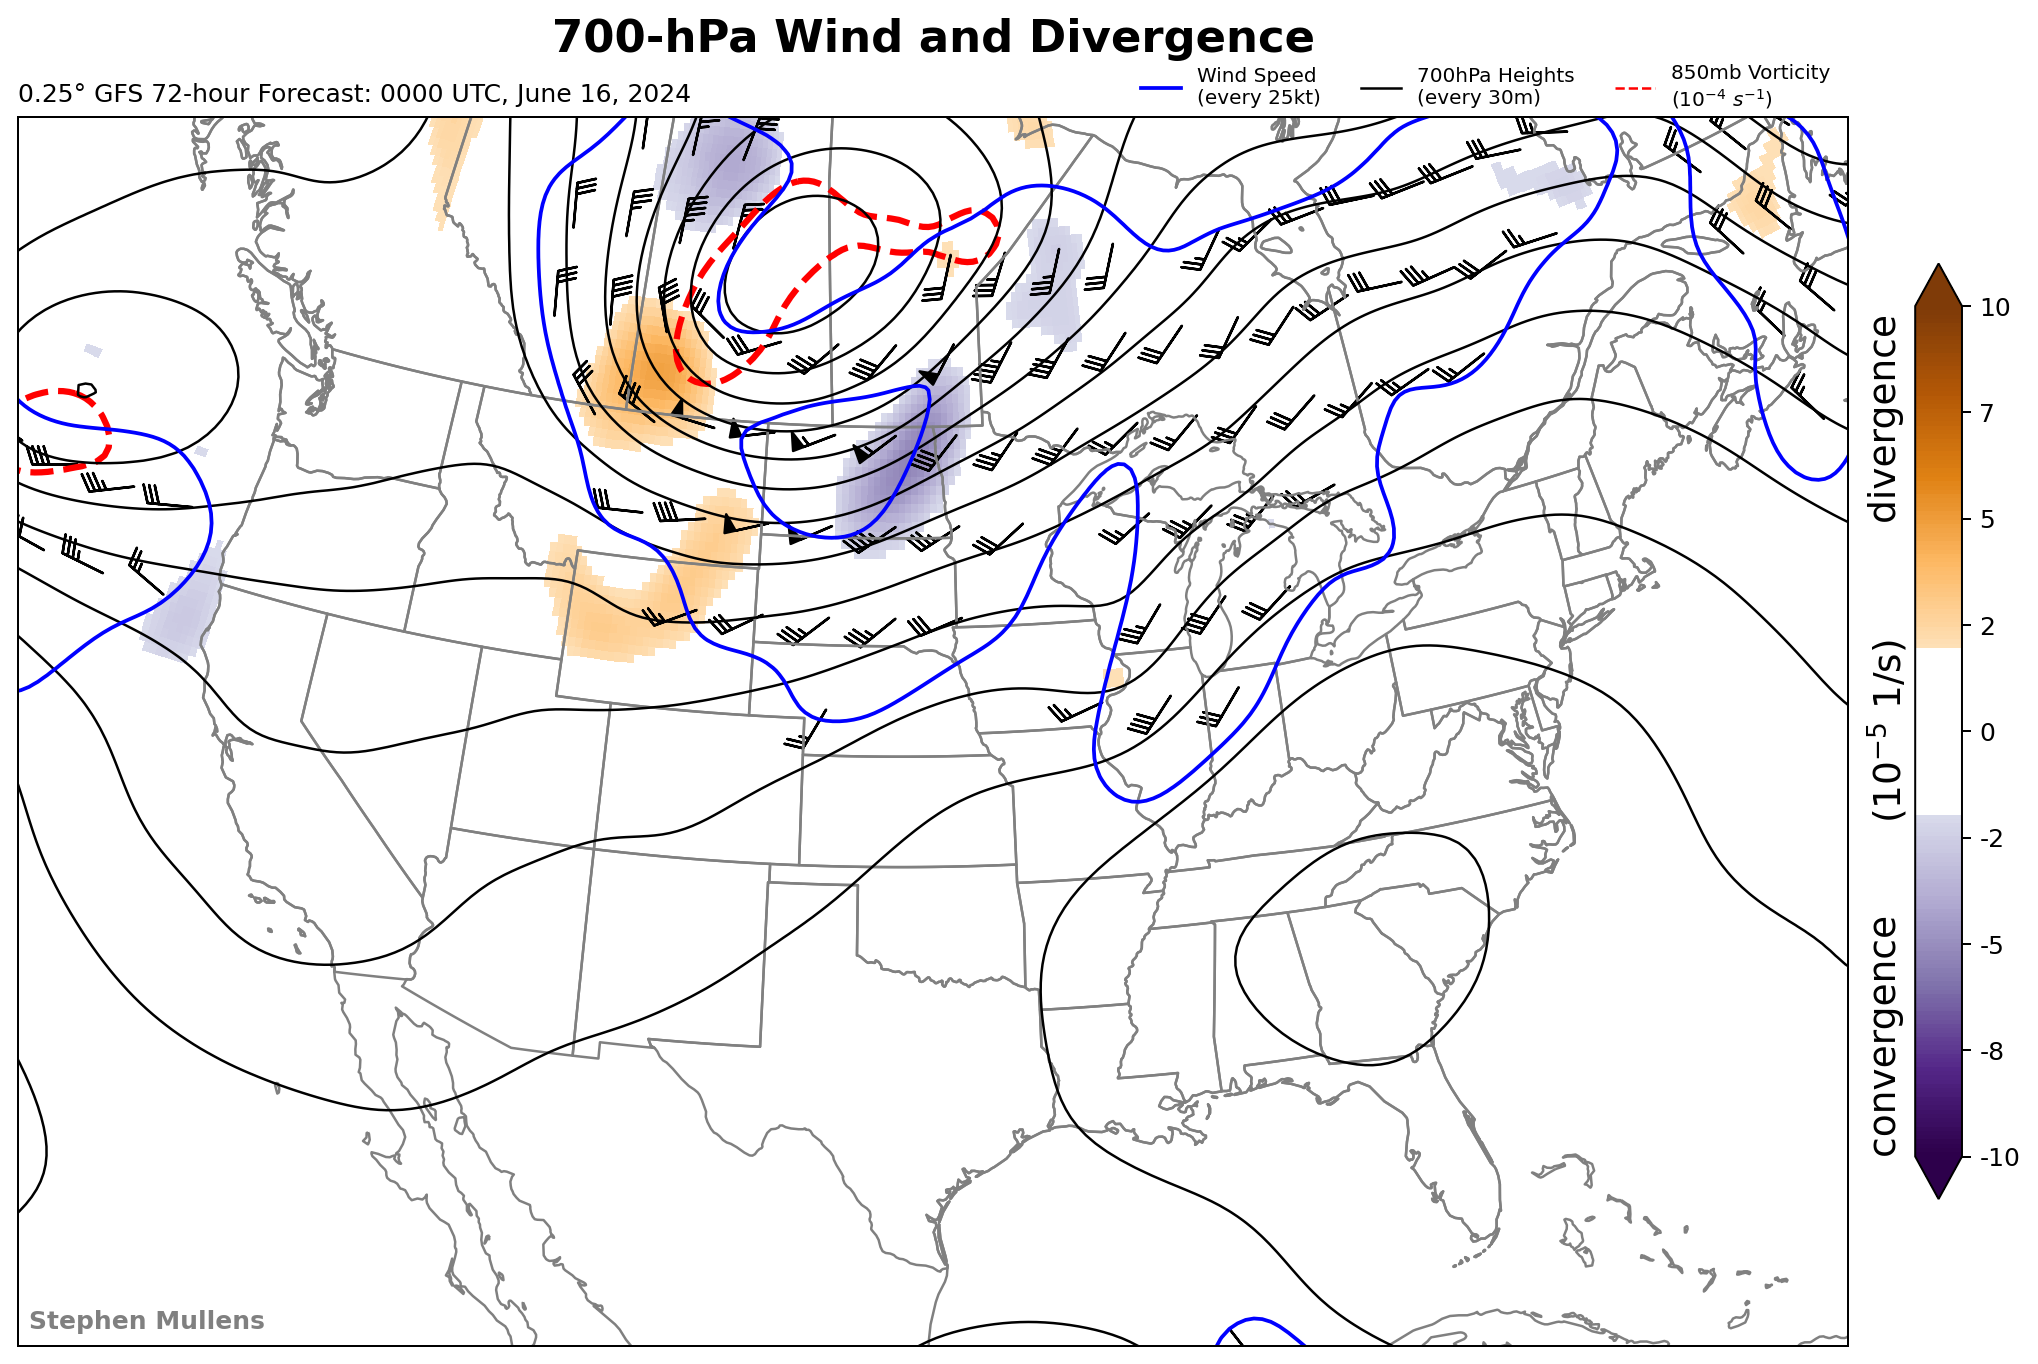 700-hPa Wind and Divergence
0.25° GFS 72-hour Forecast: 0000 UTC, June 16, 2024
Wind Speed
(every 25kt)
700hPa Heights
(every 30m)
850mb Vorticity
(10⁻⁴ s⁻¹)
10
7
5
2
0
-2
-5
-8
-10
convergence (10⁻⁵ 1/s) divergence
Stephen Mullens